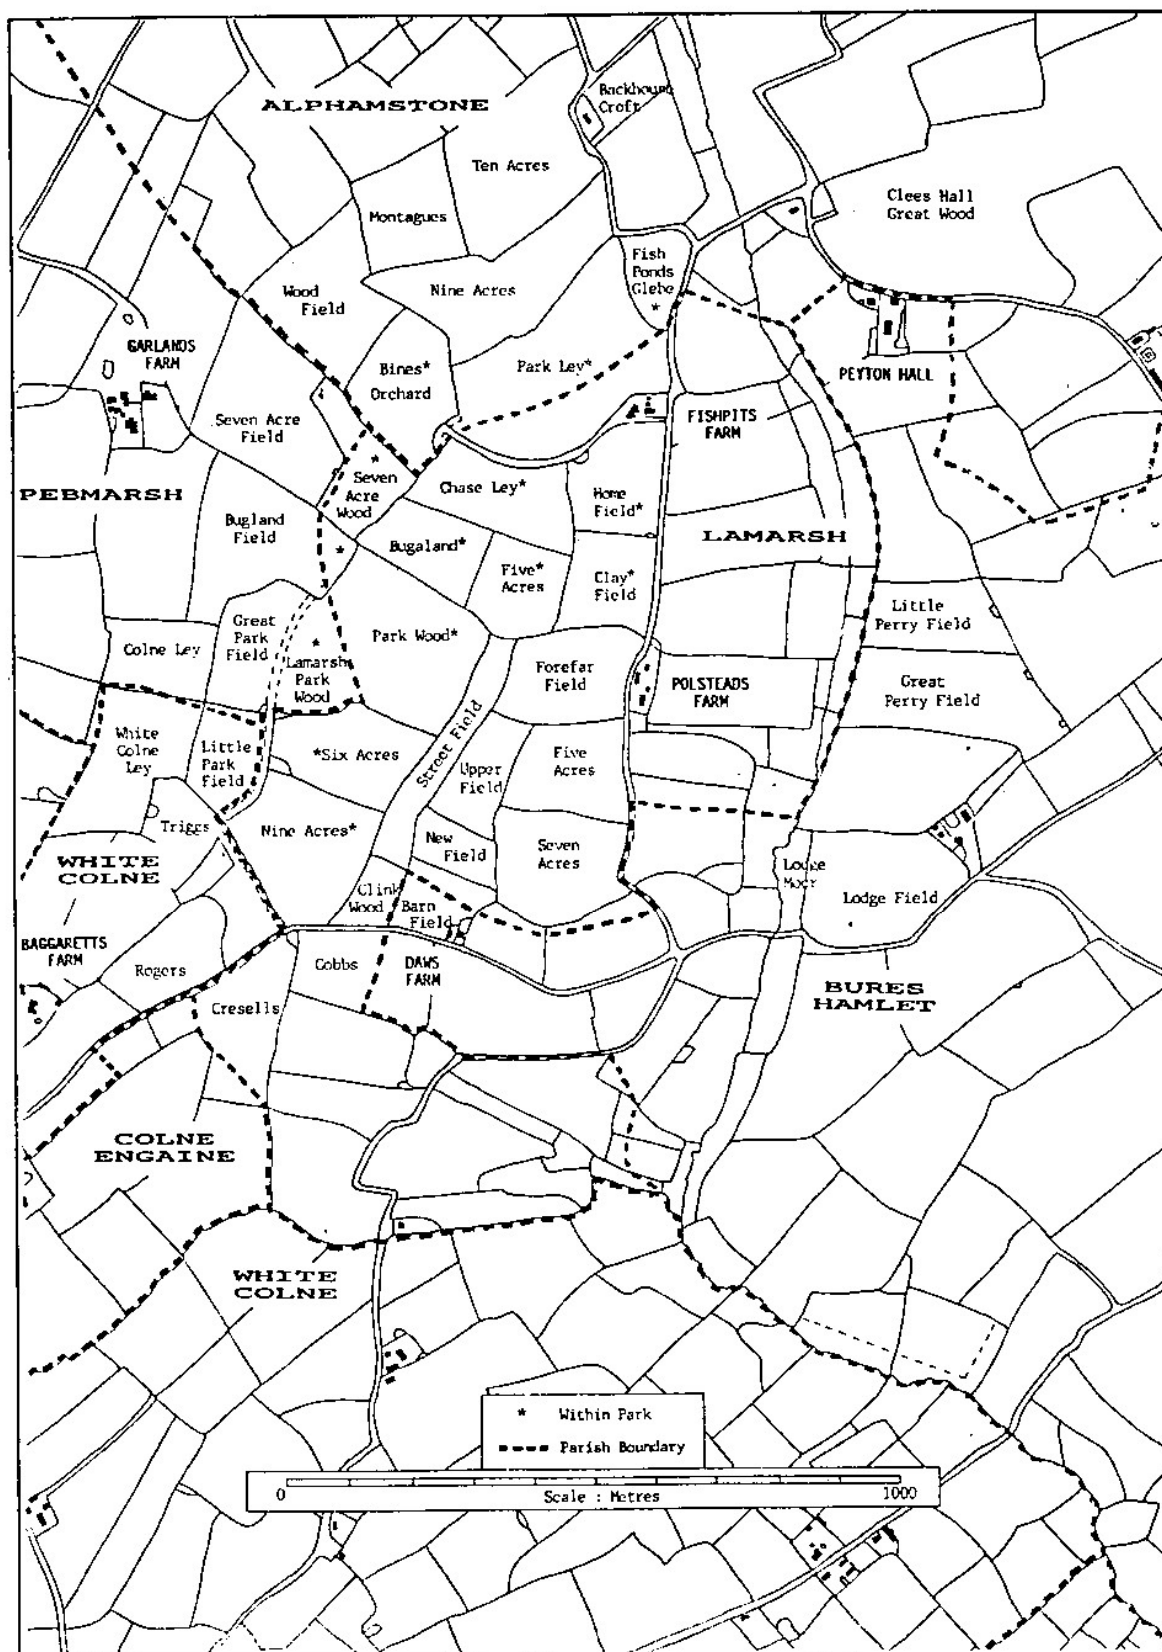 Backhouse
Croft
ALPHAMSTONE
Ten Acres
Clees Hall
Great Wood
Montagues
Fish
Ponds
Glebe
*
Wood
Field
Nine Acres
GARLANDS
FARM
Bines*
Orchard
Park Ley*
PEYTON HALL
Seven Acre
Field
FISHPITS
FARM
*
Seven
Acre
Wood
Chase Ley*
Home
Field*
PEBMARSH
Bugland
Field
LAMARSH
*
Bugaland*
Five*
Acres
Clay*
Field
Little
Perry Field
Great
Park
Field
Park Wood*
Colne Ley
*
Lamarsh
Park
Wood
Forefar
Field
POLSTEADS
FARM
Great
Perry Field
White
Colne
Ley
Little
Park
Field
*Six Acres
Street Field
Upper
Field
Five
Acres
Triggs
Nine Acres*
New
Field
Seven
Acres
WHITE
COLNE
Lodge
Moor
Lodge Field
Clink
Wood
Barn
Field
BAGGARETTS
FARM
Rogers
Cobbs
DAWS
FARM
BURES
HAMLET
Cresells
COLNE
ENGAINE
WHITE
COLNE
* Within Park
Parish Boundary
0 1000
Scale : Metres